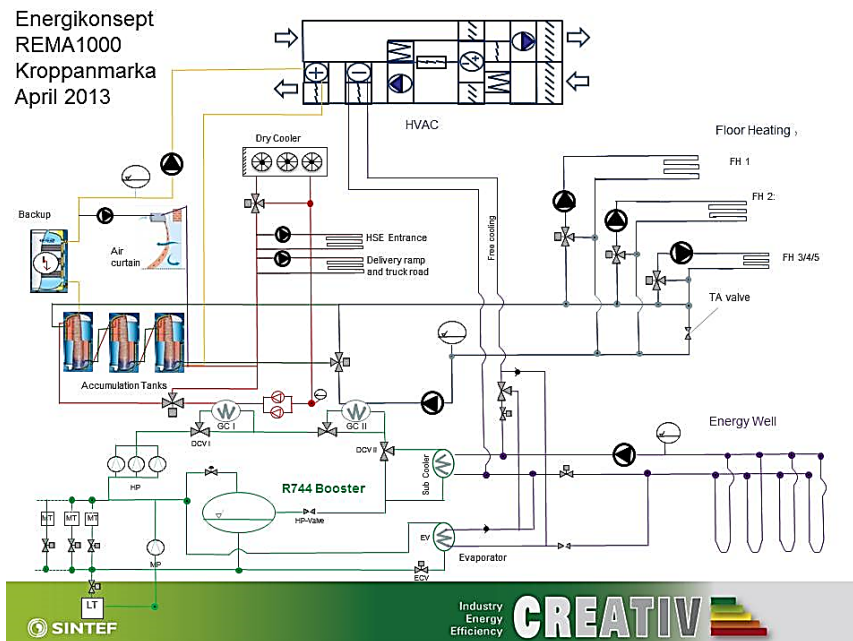 Energikonsept
REMA1000
Kroppanmarka
April 2013
HVAC
Dry Cooler
Floor Heating
FH 1
FH 2:
FH 3/4/5
TA valve
Backup
Air
curtain
HSE Entrance
Delivery ramp
and truck road
Free cooling
Accumulation Tanks
GC I
GC II
DCV I
DCV II
Energy Well
HP
R744 Booster
HP-Valve
Sub Cooler
MT
MT
MT
MP
EV
Evaporator
ECV
LT
SINTEF
Industry
Energy
Efficiency
CREATIV